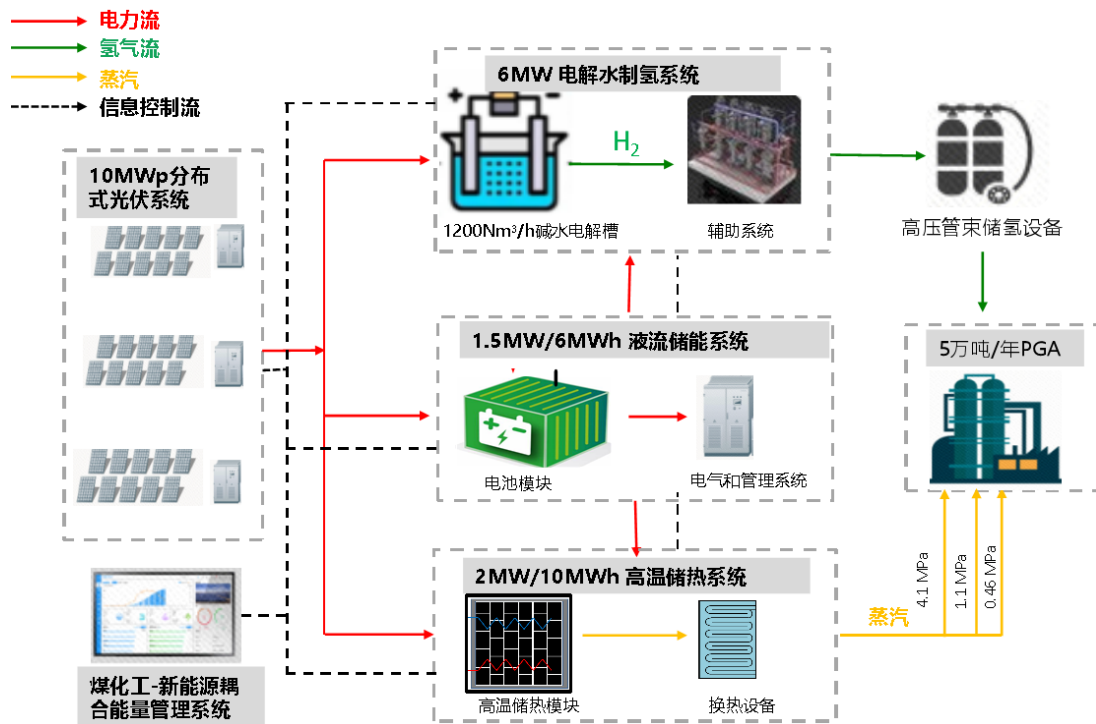 电力流
氢气流
蒸汽
信息控制流
10MWp分布
式光伏系统
煤化工-新能源耦
合能量管理系统
6MW 电解水制氢系统
H₂
1200Nm³/h碱水电解槽
辅助系统
1.5MW/6MWh 液流储能系统
电池模块
电气和管理系统
2MW/10MWh 高温储热系统
高温储热模块
换热设备
高压管束储氢设备
5万吨/年PGA
蒸汽
4.1 MPa
1.1 MPa
0.46 MPa